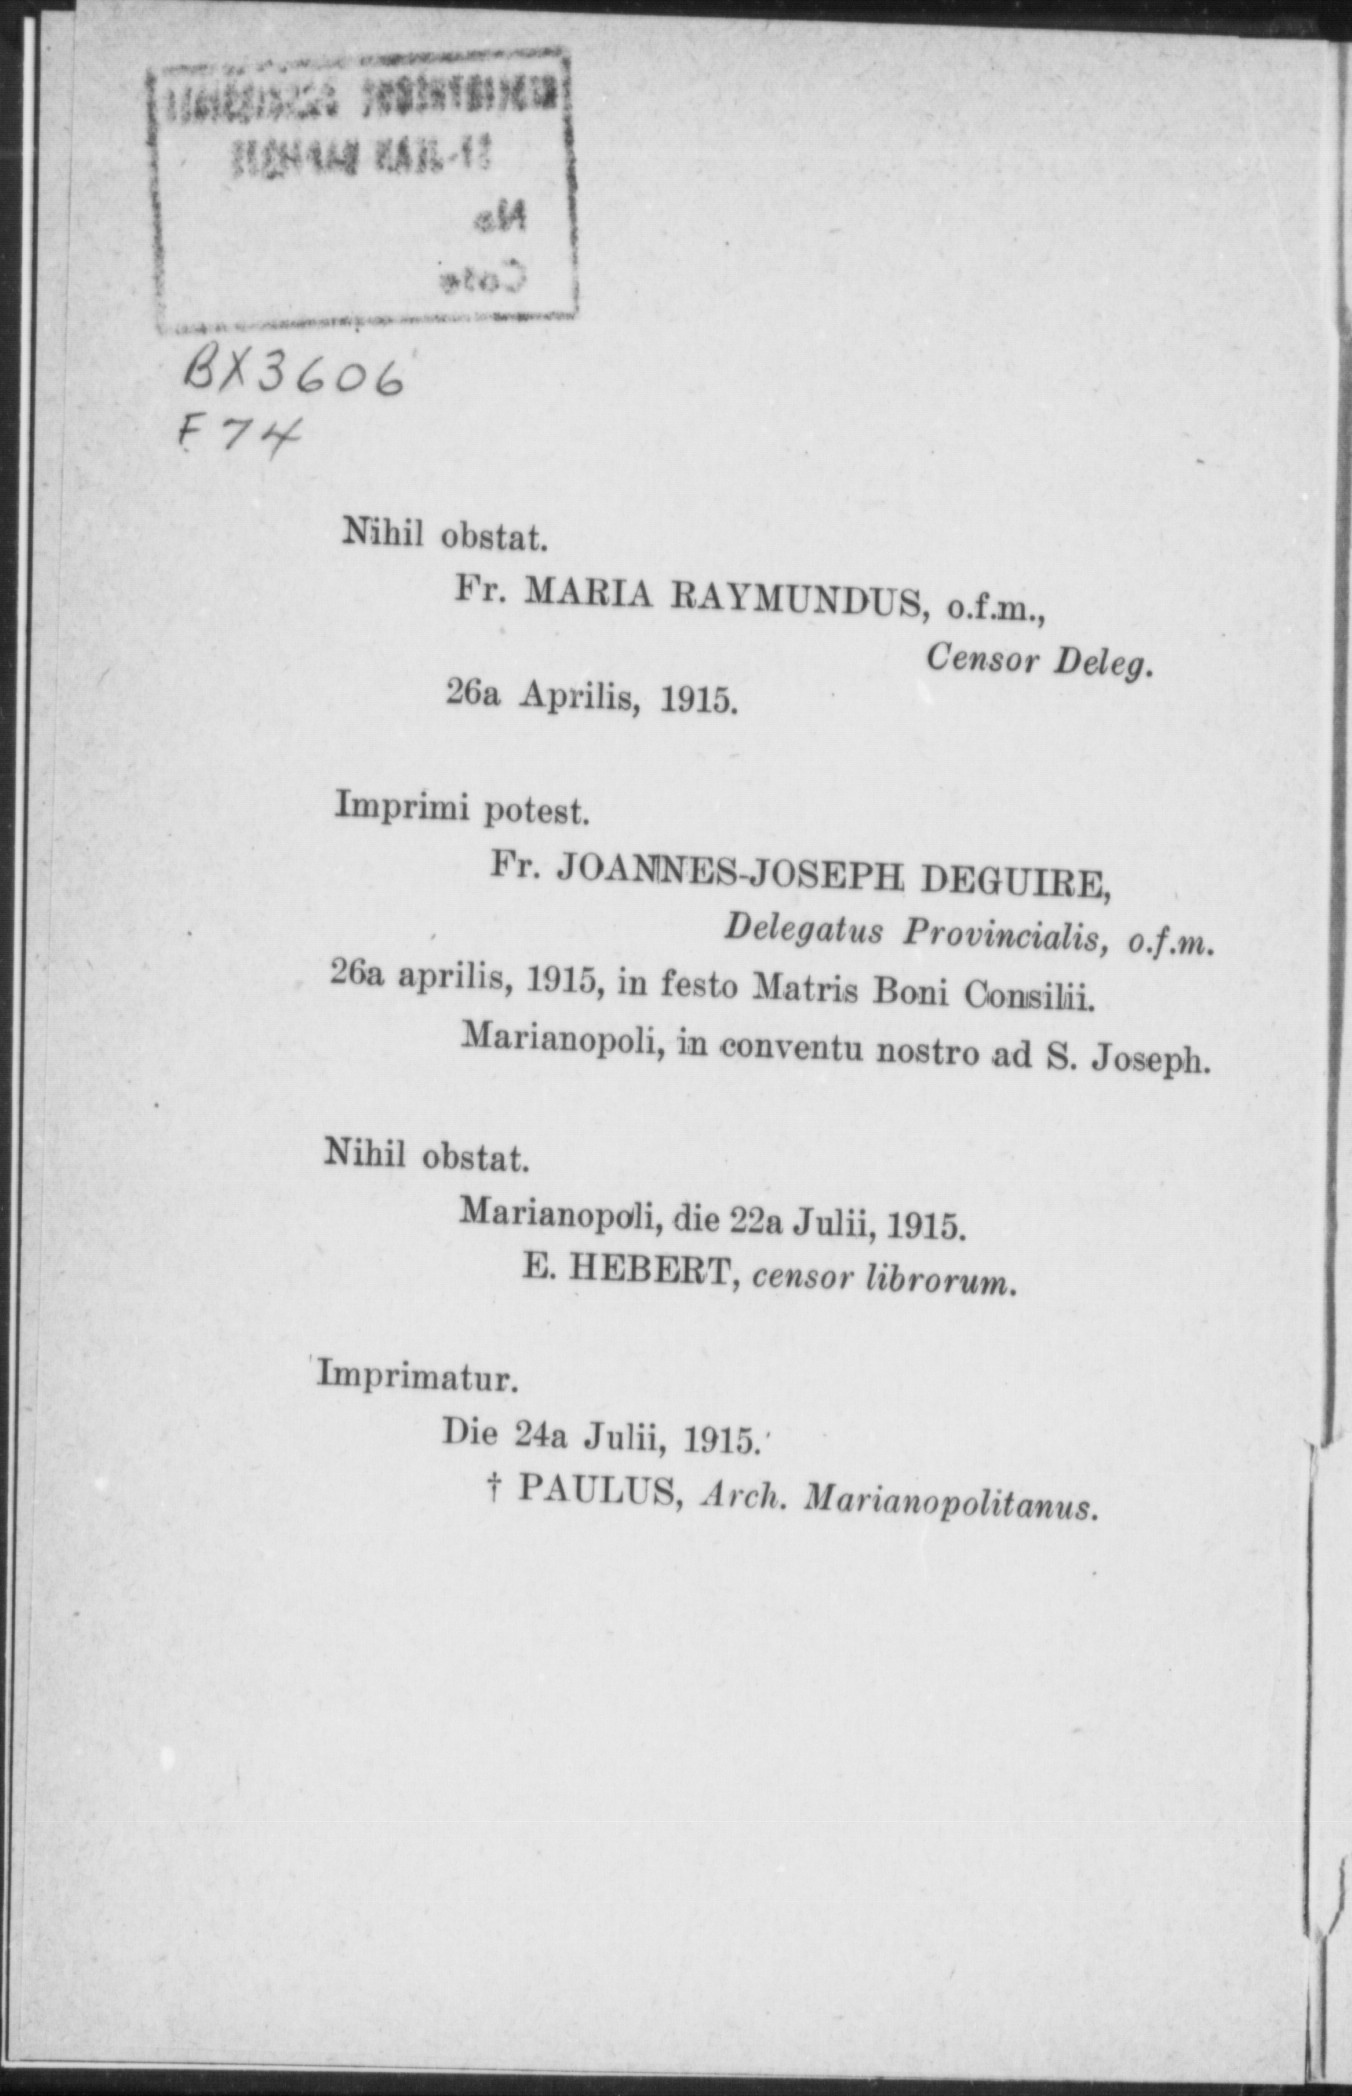 No
Code
BX3606
F74
Nihil obstat.
Fr. MARIA RAYMUNDUS, o.f.m.,
Censor Deleg.
26a Aprilis, 1915.
Imprimi potest.
Fr. JOANNES-JOSEPH DEGUIRE,
Delegatus Provincialis, o.f.m.
26a aprilis, 1915, in festo Matris Boni Consilii.
Marianopoli, in conventu nostro ad S. Joseph.
Nihil obstat.
Marianopoli, die 22a Julii, 1915.
E. HEBERT, censor librorum.
Imprimatur.
Die 24a Julii, 1915.
† PAULUS, Arch. Marianopolitanus.